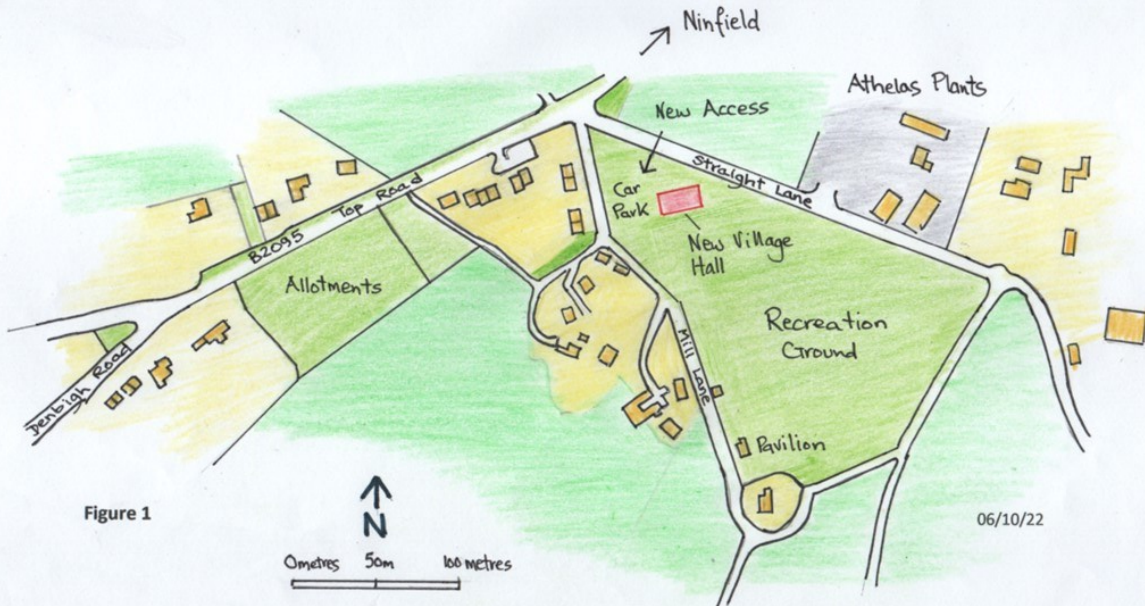 Ninfield
Athelas Plants
New Access
Straight Lane
Car
Park
New Village
Hall
B2095 Top Road
Allotments
Recreation
Ground
Mill Lane
Denbigh Road
Pavilion
Figure 1
N
06/10/22
0metres 50m 100 metres